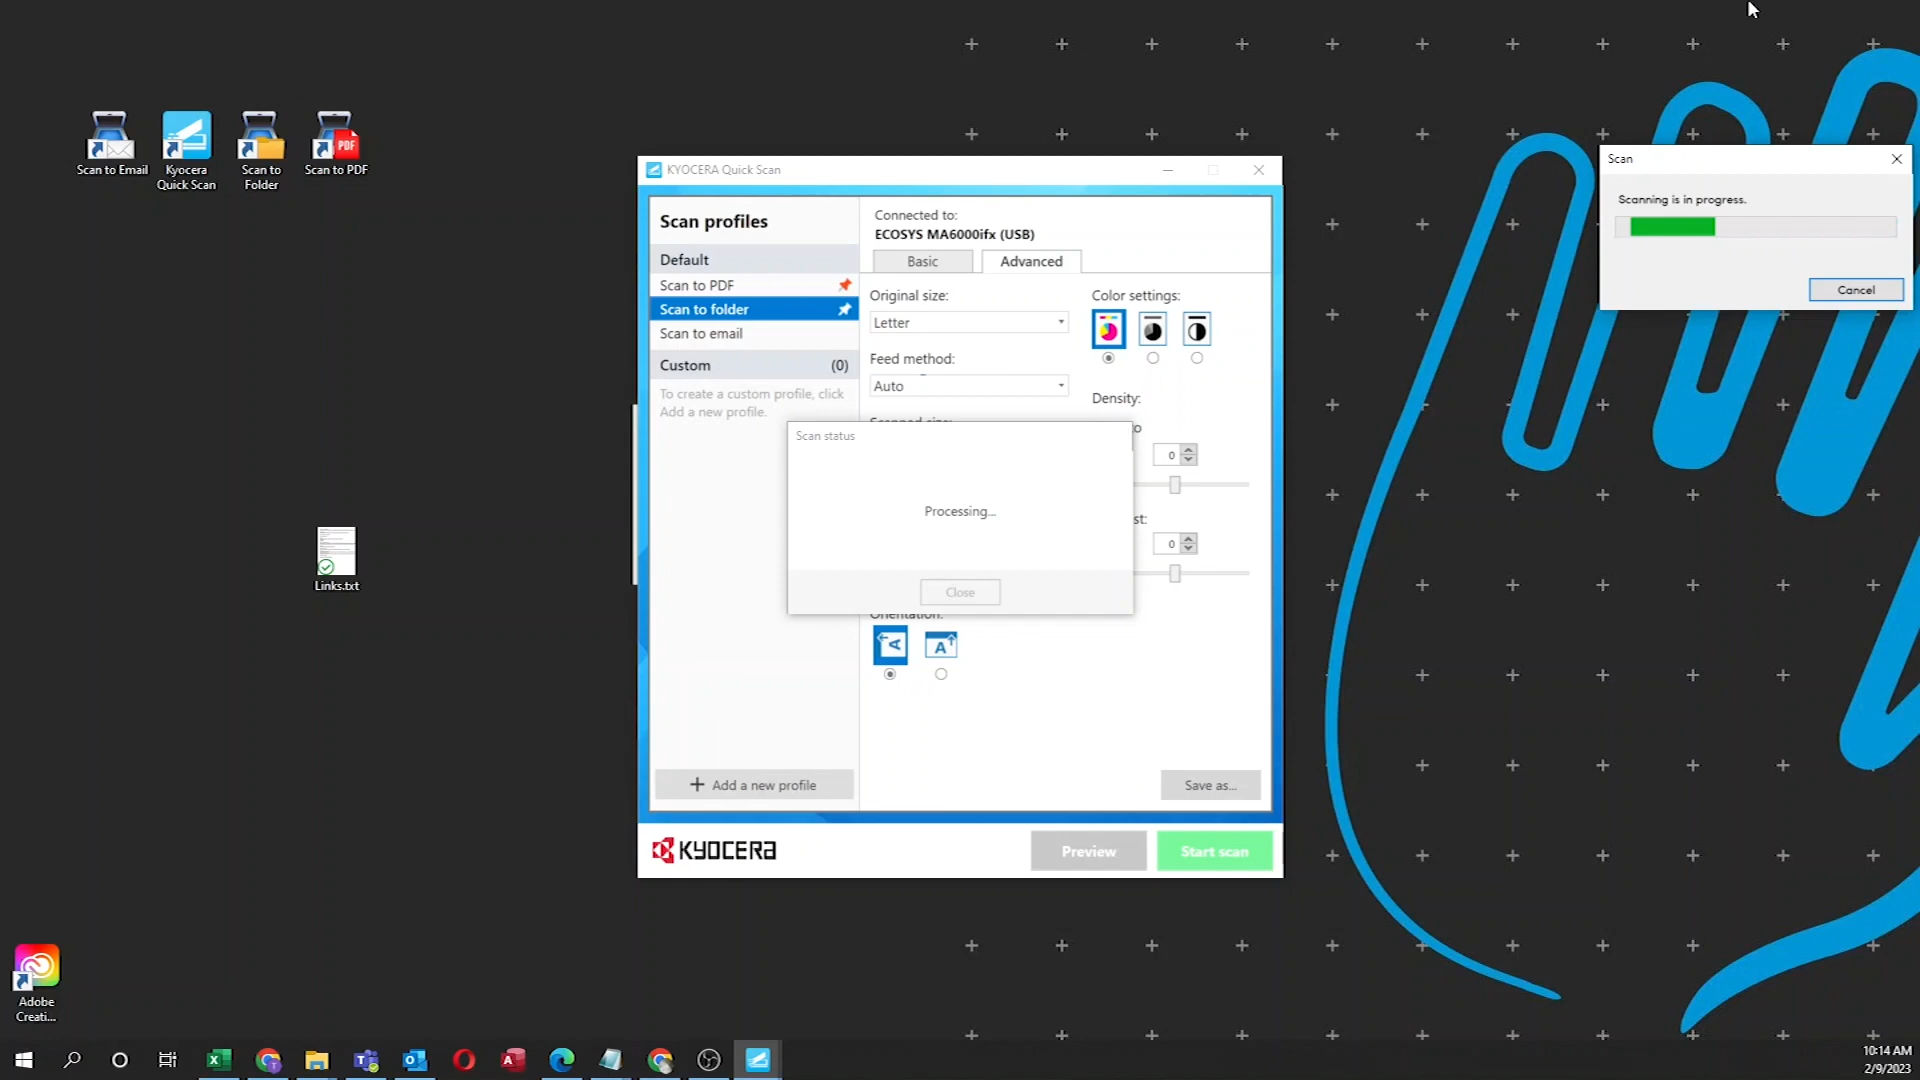 Scan to Email
Kyocera
Quick Scan
Scan to
Folder
PDF
Scan to PDF
Links.txt
Adobe
Creati...
KYOCERA Quick Scan
Scan profiles
Default
Scan to PDF
Scan to folder
Scan to email
Custom (0)
To create a custom profile, click
Add a new profile.
Add a new profile
Connected to:
ECOSYS MA6000ifx (USB)
Basic
Advanced
Original size:
Letter
Feed method:
Auto
Color settings:
Density:
0
0
Scan status
Processing...
Close
Orientation:
A
A
Save as...
KYOCERA
Preview
Start scan
Scan
Scanning is in progress.
Cancel
10:14 AM
2/9/2023